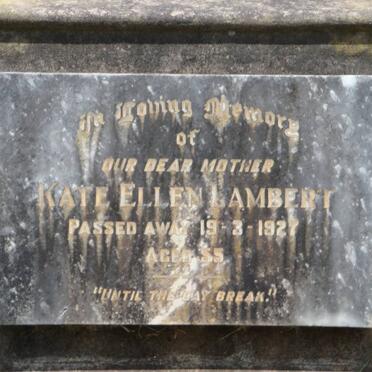 In Loving Memory
of
OUR DEAR MOTHER
KATE ELLEN LAMBERT
PASSED AWAY 19-3-1927
AGED
"UNTIL THE DAY BREAK."